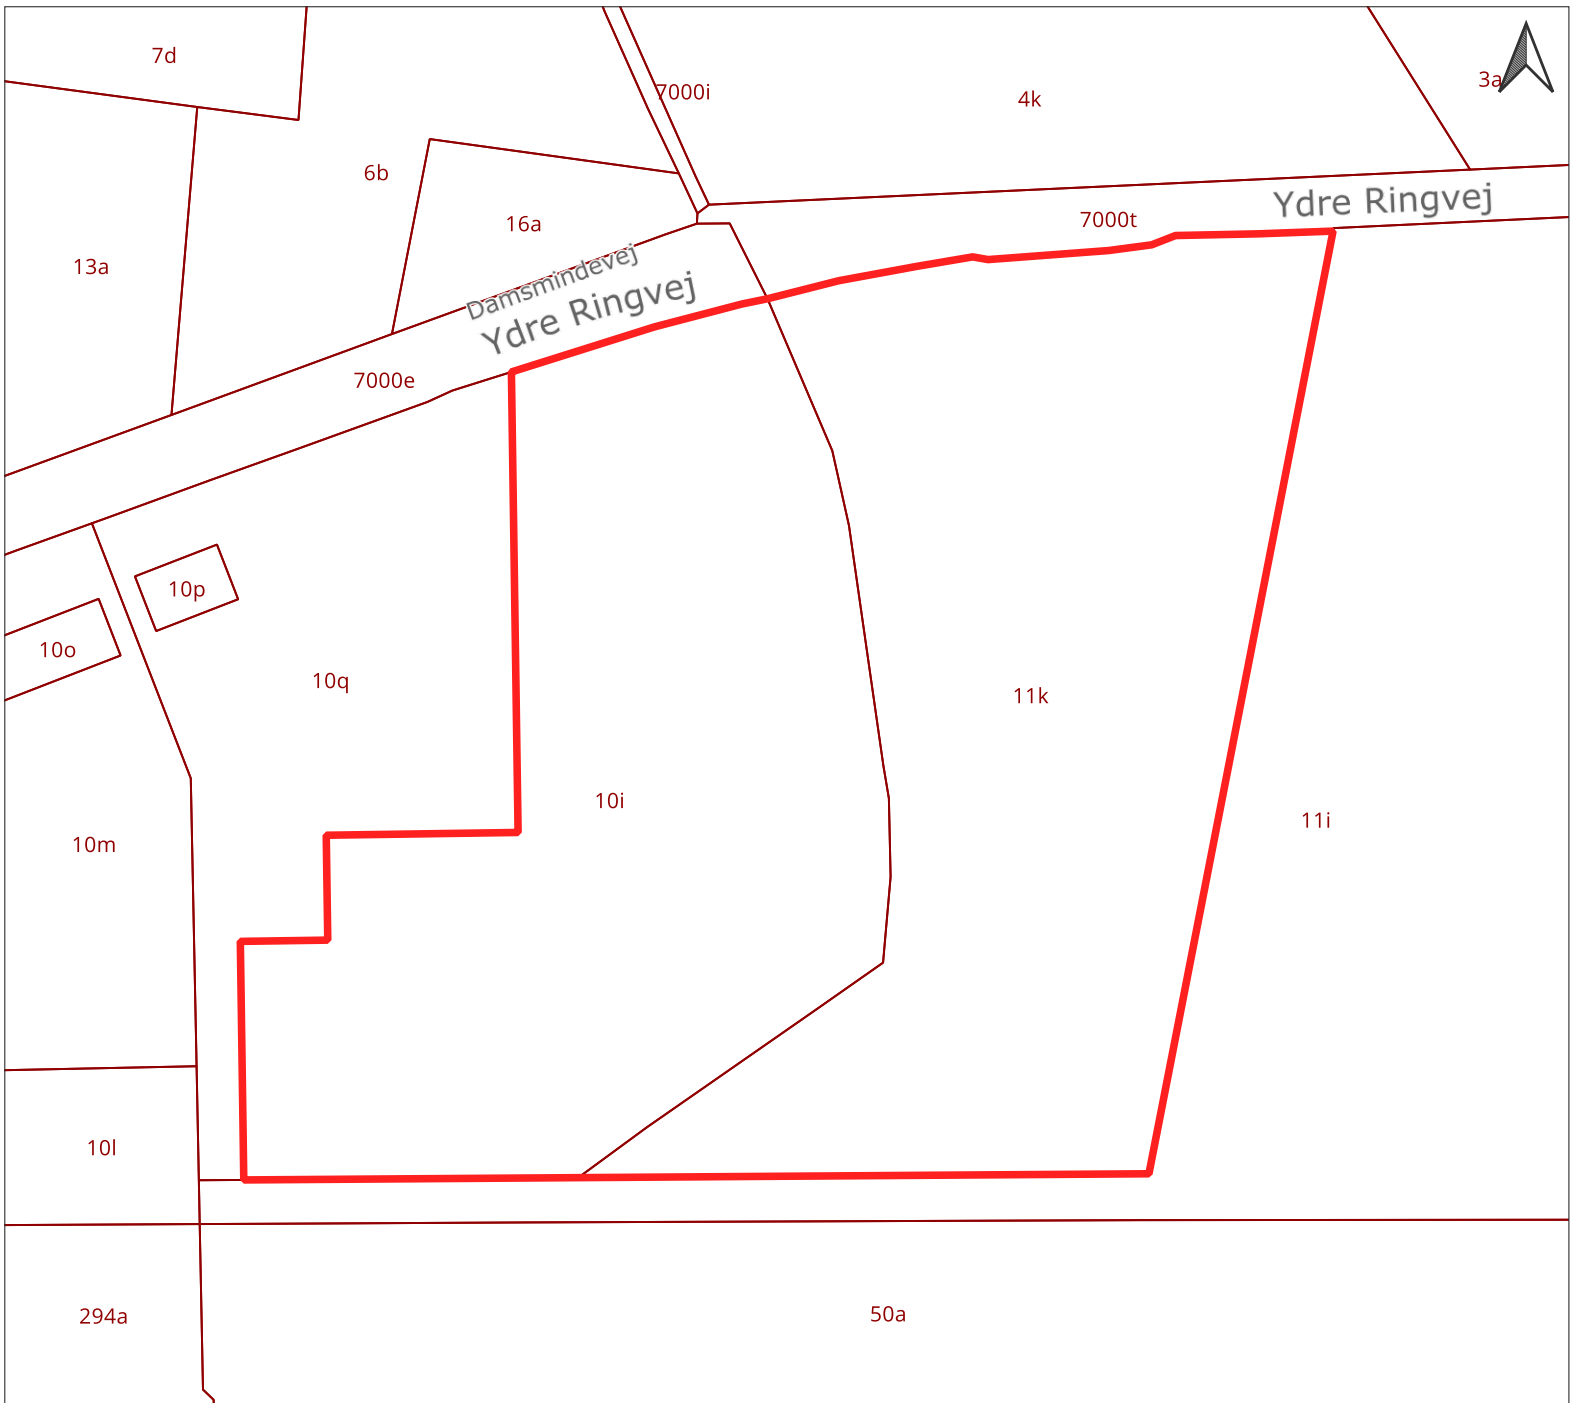 7d
3a
7000i
4k
6b
Ydre Ringvej
7000t
16a
13a
Damsmindevej
Ydre Ringvej
7000e
10p
10o
10q
11k
10i
11i
10m
10l
294a
50a